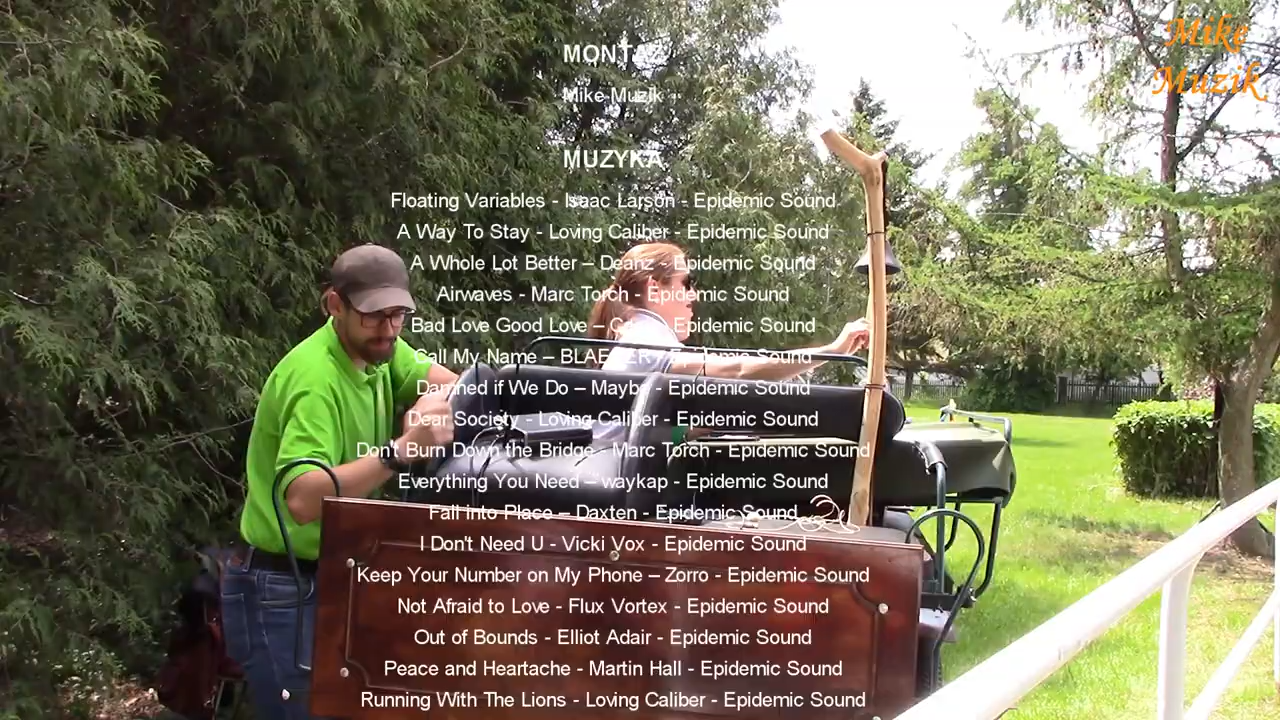 MONTAŻ
Mike Muzik
MUZYKA
Floating Variables - Isaac Larson - Epidemic Sound
A Way To Stay - Loving Caliber - Epidemic Sound
A Whole Lot Better – Deanz - Epidemic Sound
Airwaves - Marc Torch - Epidemic Sound
Bad Love Good Love – - Epidemic Sound
Call My Name – Epidemic Sound
Damned if We Do – Maybe - Epidemic Sound
Dear Society - Loving Caliber - Epidemic Sound
Don't Burn Down the Bridge - Marc Torch - Epidemic Sound
Everything You Need – waykap - Epidemic Sound
Fall into Place – Daxten - Epidemic Sound
I Don't Need U - Vicki Vox - Epidemic Sound
Keep Your Number on My Phone – Zorro - Epidemic Sound
Not Afraid to Love - Flux Vortex - Epidemic Sound
Out of Bounds - Elliot Adair - Epidemic Sound
Peace and Heartache - Martin Hall - Epidemic Sound
Running With The Lions - Loving Caliber - Epidemic Sound
Mike
Muzik